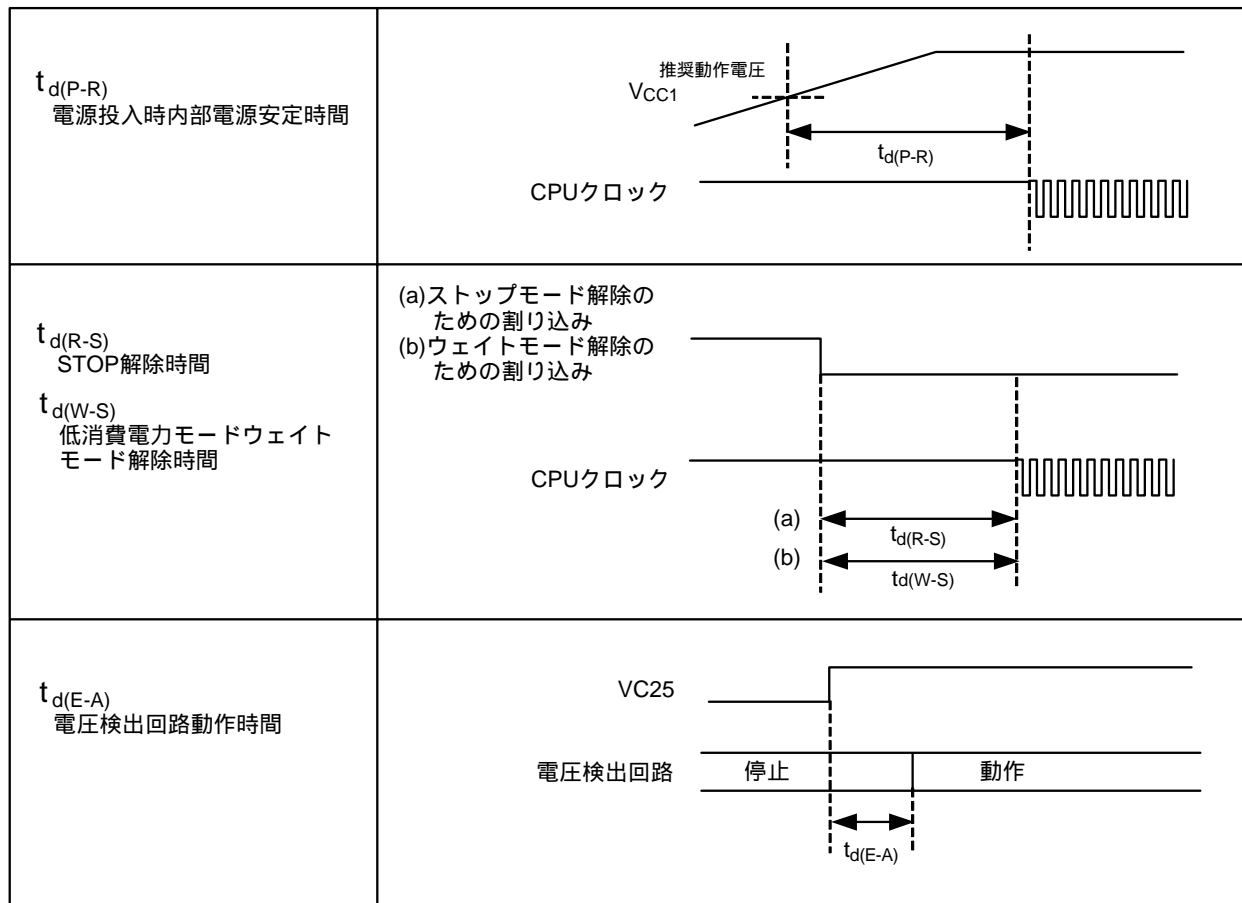 td(P-R)
電源投入時内部電源安定時間
推奨動作電圧
VCC1
td(P-R)
CPUクロック
td(R-S)
STOP解除時間
td(W-S)
低消費電力モードウェイト
モード解除時間
(a)ストップモード解除の
ための割り込み
(b)ウェイトモード解除の
ための割り込み
CPUクロック
(a)
td(R-S)
(b)
td(W-S)
td(E-A)
電圧検出回路動作時間
VC25
電圧検出回路
停止
動作
td(E-A)